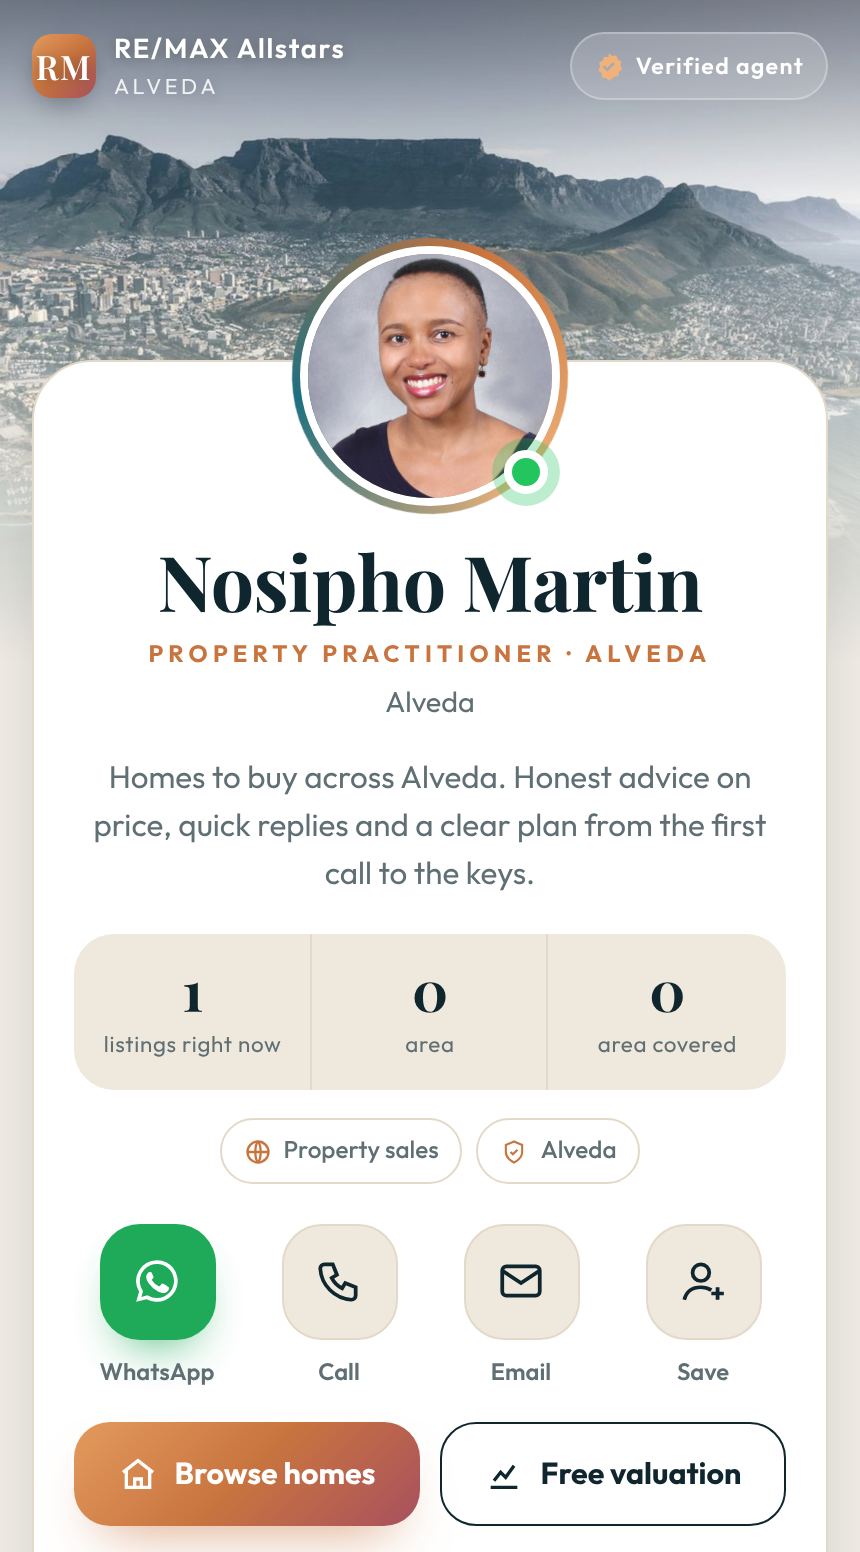 RM
RE/MAX Allstars
ALVEDA
Verified agent
Nosipho Martin
PROPERTY PRACTITIONER · ALVEDA
Alveda
Homes to buy across Alveda. Honest advice on
price, quick replies and a clear plan from the first
call to the keys.
1
listings right now
0
area
0
area covered
Property sales
Alveda
WhatsApp
Call
Email
Save
Browse homes
Free valuation